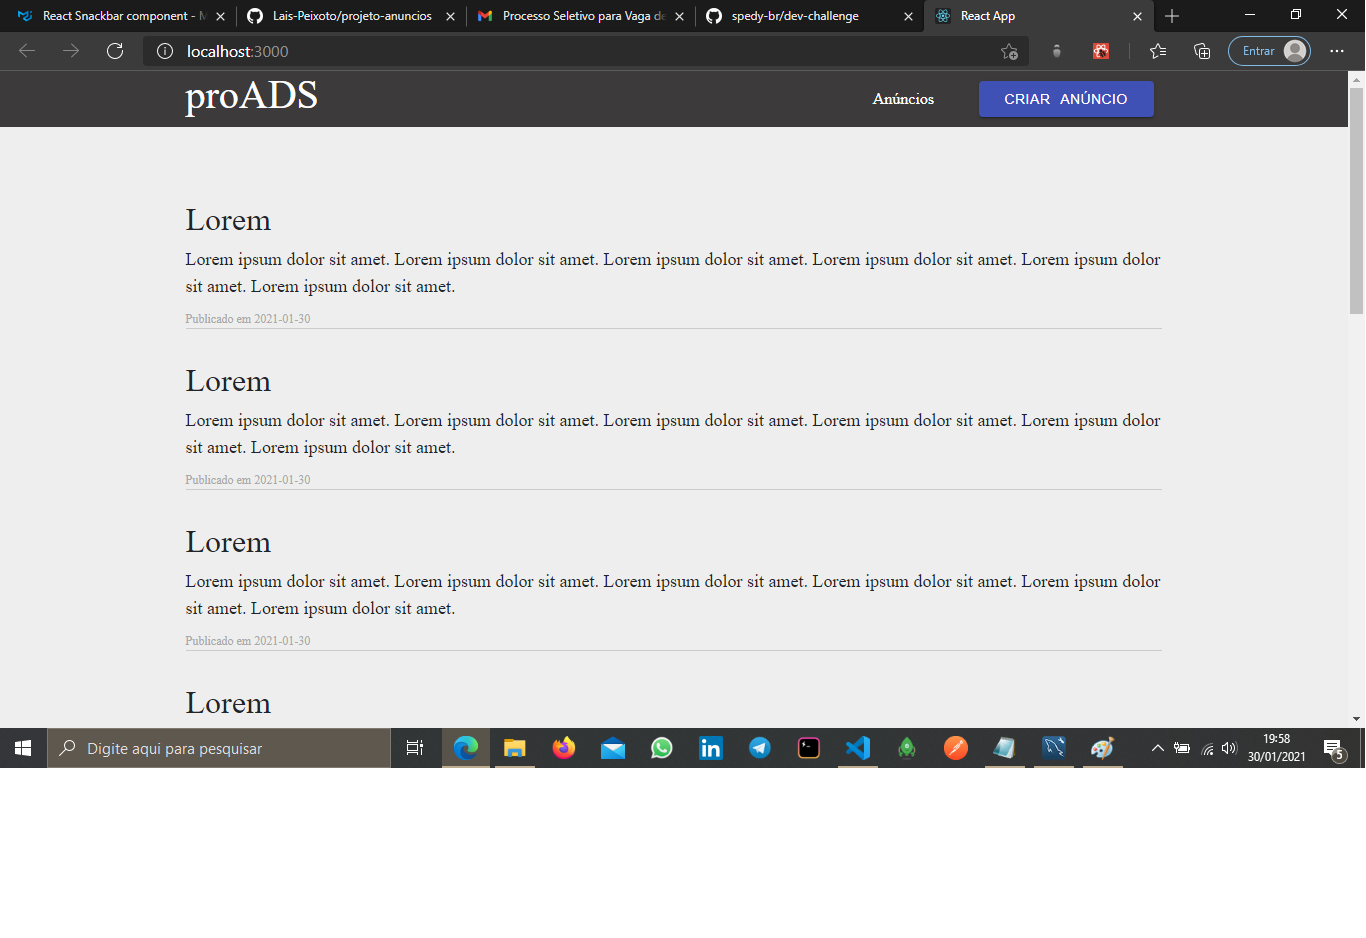 React Snackbar component - M
Lais-Peixoto/projeto-anuncios
Processo Seletivo para Vaga de
spedy-br/dev-challenge
React App
localhost:3000
Entrar
proADS
Anúncios
CRIAR ANÚNCIO
Lorem
Lorem ipsum dolor sit amet. Lorem ipsum dolor sit amet. Lorem ipsum dolor sit amet. Lorem ipsum dolor sit amet. Lorem ipsum dolor
sit amet. Lorem ipsum dolor sit amet.
Publicado em 2021-01-30
Lorem
Lorem ipsum dolor sit amet. Lorem ipsum dolor sit amet. Lorem ipsum dolor sit amet. Lorem ipsum dolor sit amet. Lorem ipsum dolor
sit amet. Lorem ipsum dolor sit amet.
Publicado em 2021-01-30
Lorem
Lorem ipsum dolor sit amet. Lorem ipsum dolor sit amet. Lorem ipsum dolor sit amet. Lorem ipsum dolor sit amet. Lorem ipsum dolor
sit amet. Lorem ipsum dolor sit amet.
Publicado em 2021-01-30
Lorem
Digite aqui para pesquisar
in
19:58
30/01/2021
5